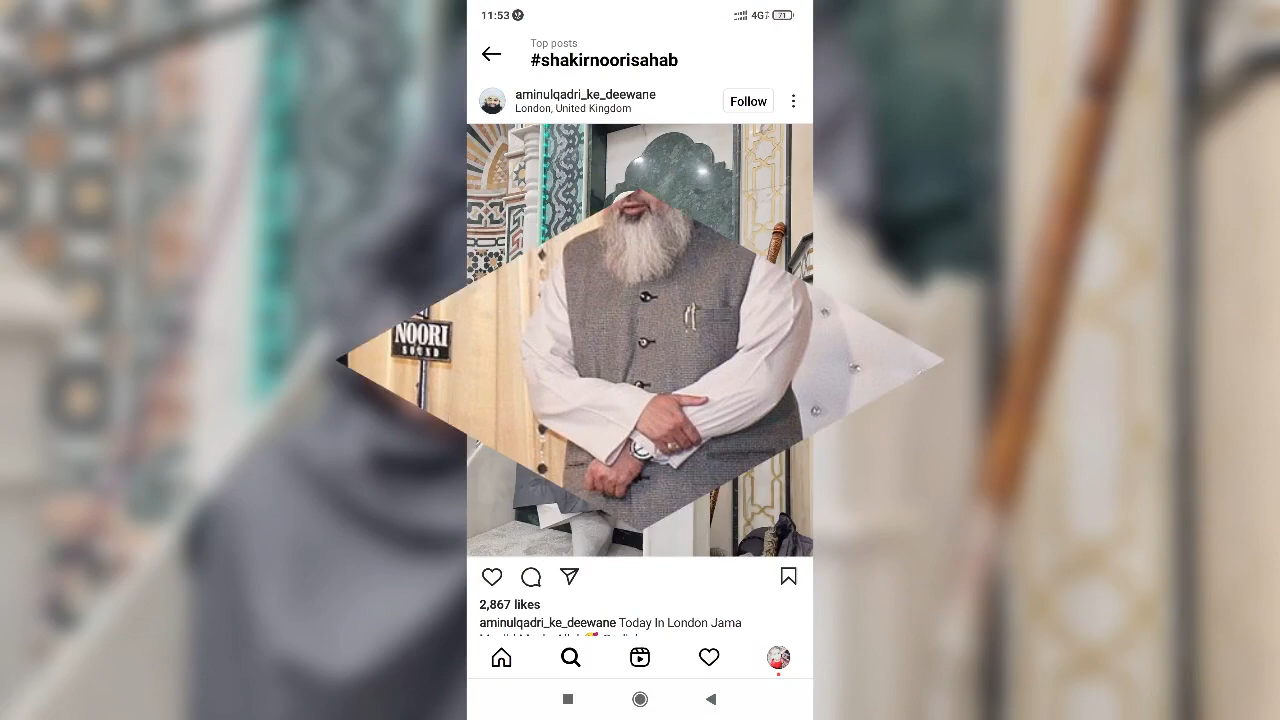 11:53
4G 71
Top posts
#shakirnoorisahab
aminulqadri_ke_deewane
London, United Kingdom
Follow
NOORI
SOUND
2,867 likes
aminulqadri_ke_deewane Today In London Jama